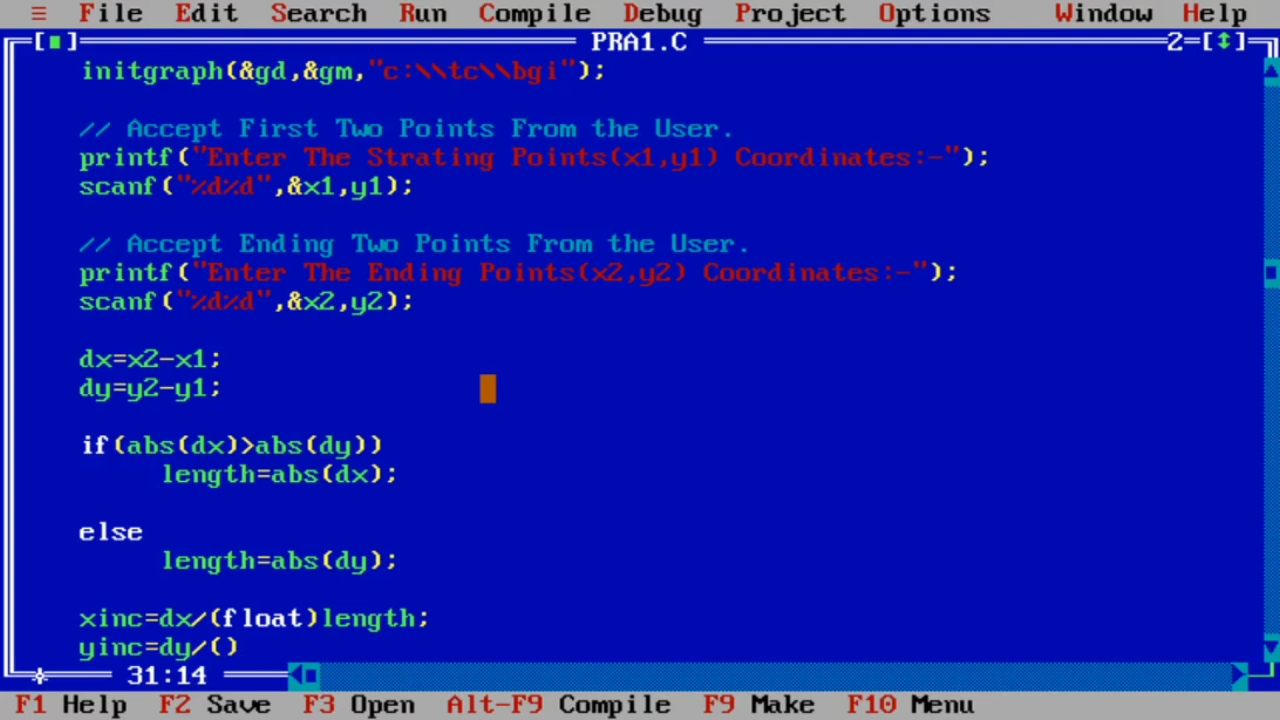 ≡ File Edit Search Run Compile Debug Project Options Window Help
[■] PRA1.C 2=[↕]
initgraph(&gd,&gm,"c:\\tc\\bgi");
// Accept First Two Points From the User.
printf("Enter The Strating Points(x1,y1) Coordinates:-");
scanf("%d%d",&x1,y1);
// Accept Ending Two Points From the User.
printf("Enter The Ending Points(x2,y2) Coordinates:-");
scanf("%d%d",&x2,y2);
dx=x2-x1;
dy=y2-y1;
if(abs(dx)>abs(dy))
length=abs(dx);
else
length=abs(dy);
xinc=dx/(float)length;
yinc=dy/()
31:14
F1 Help F2 Save F3 Open Alt-F9 Compile F9 Make F10 Menu